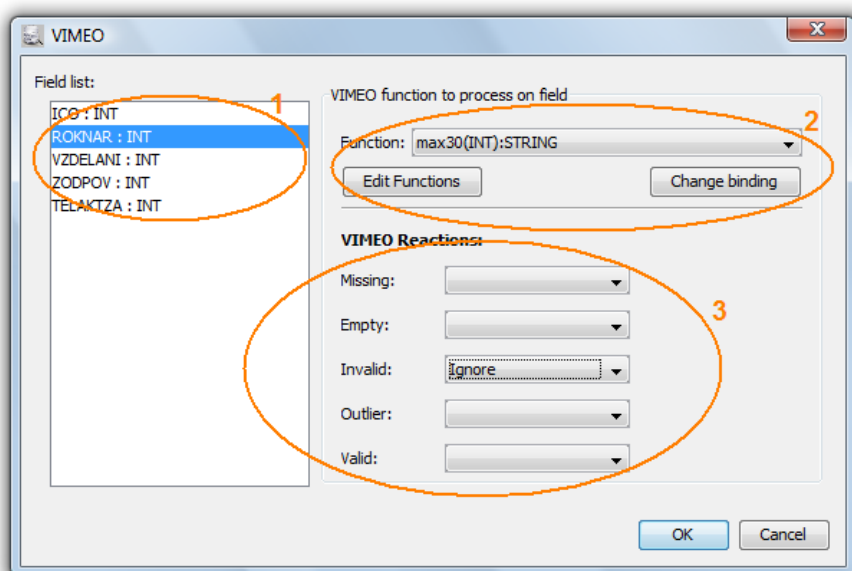 VIMEO
Field list:
1
ICO : INT
ROKNAR : INT
VZDELANI : INT
ZODPOV : INT
TELAKTZA : INT
VIMEO function to process on field
2
Function: max30(INT):STRING
Edit Functions Change binding
VIMEO Reactions:
Missing:
3
Empty:
Invalid: Ignore
Outlier:
Valid:
OK Cancel